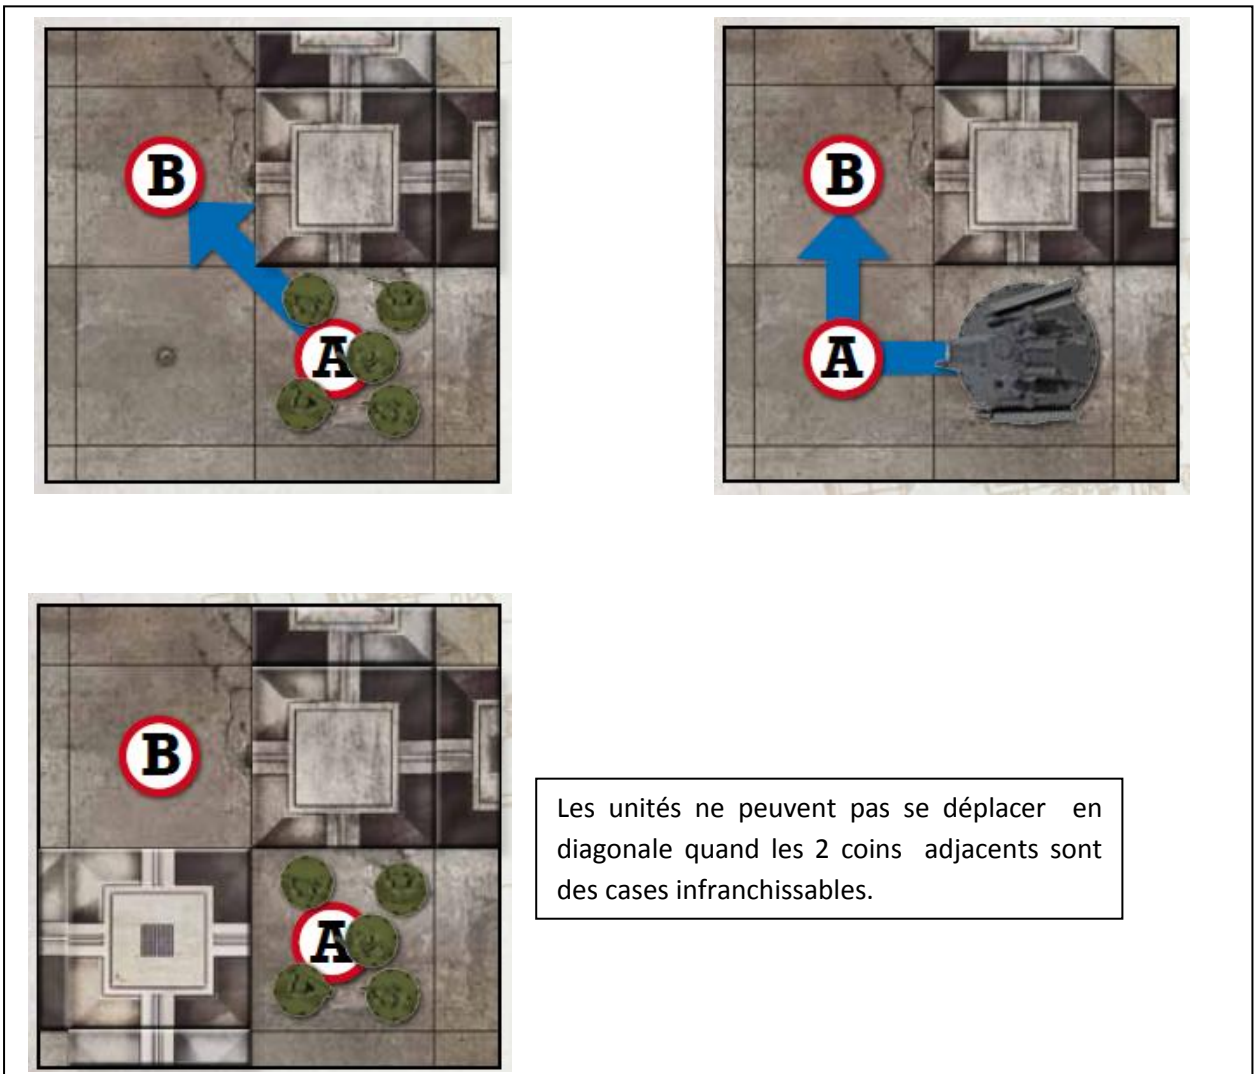 B
A
B
A
B
A
Les unités ne peuvent pas se déplacer en
diagonale quand les 2 coins adjacents sont
des cases infranchissables.